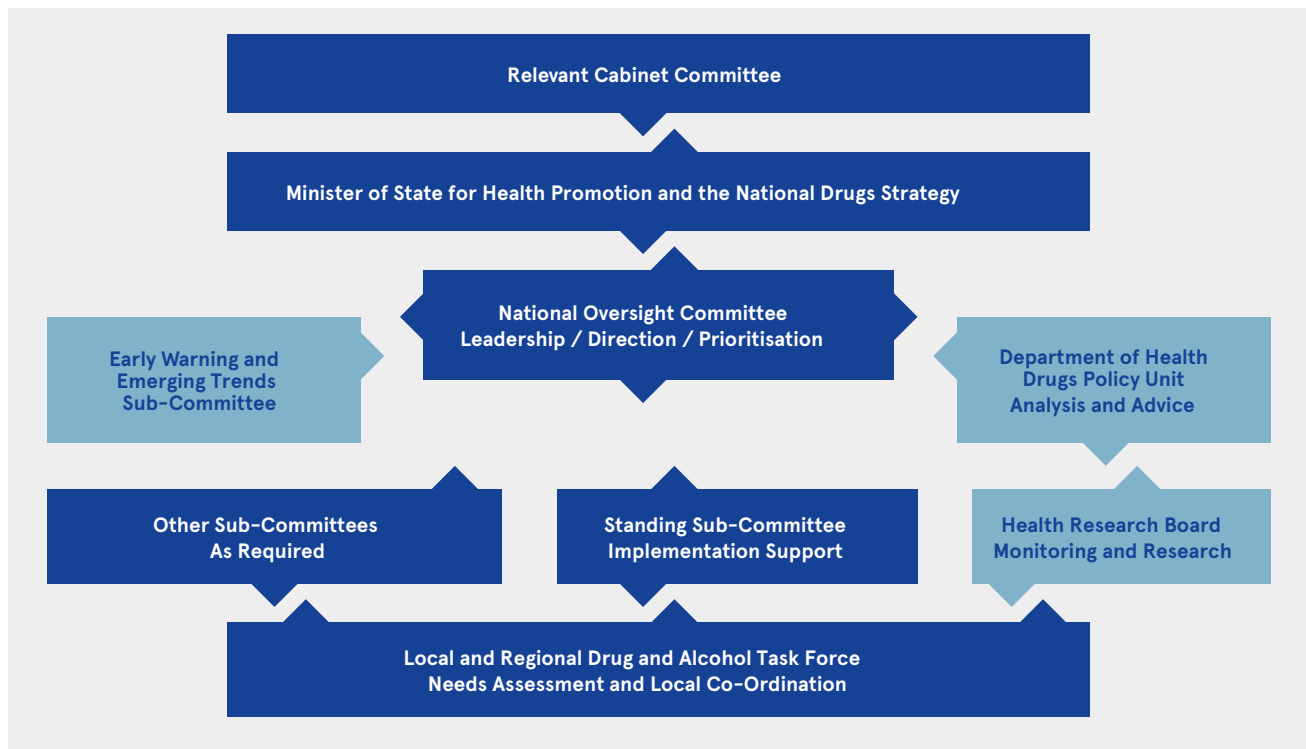 Relevant Cabinet Committee
Minister of State for Health Promotion and the National Drugs Strategy
National Oversight Committee
Leadership / Direction / Prioritisation
Early Warning and
Emerging Trends
Sub-Committee
Department of Health
Drugs Policy Unit
Analysis and Advice
Other Sub-Committees
As Required
Standing Sub-Committee
Implementation Support
Health Research Board
Monitoring and Research
Local and Regional Drug and Alcohol Task Force
Needs Assessment and Local Co-Ordination